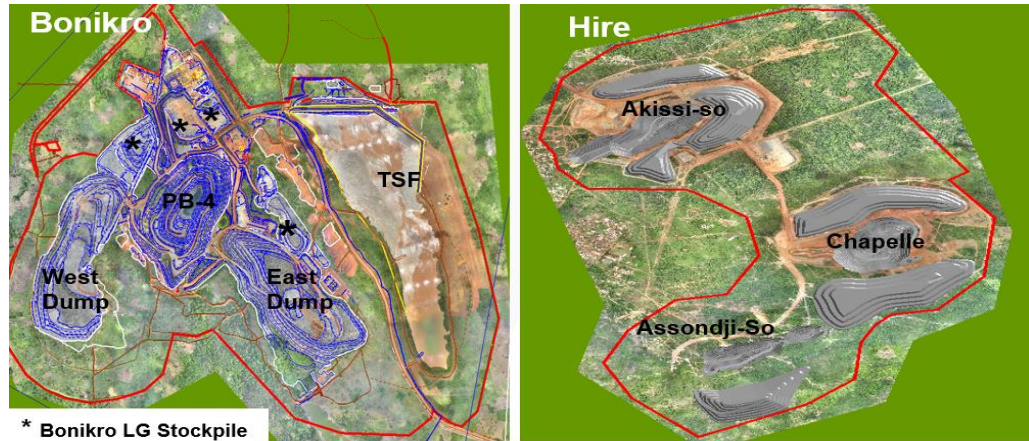 Bonikro
* * *
*
PB-4
TSF
West
Dump
East
Dump
* Bonikro LG Stockpile
Hire
Akissi-so
Chapelle
Assondji-So